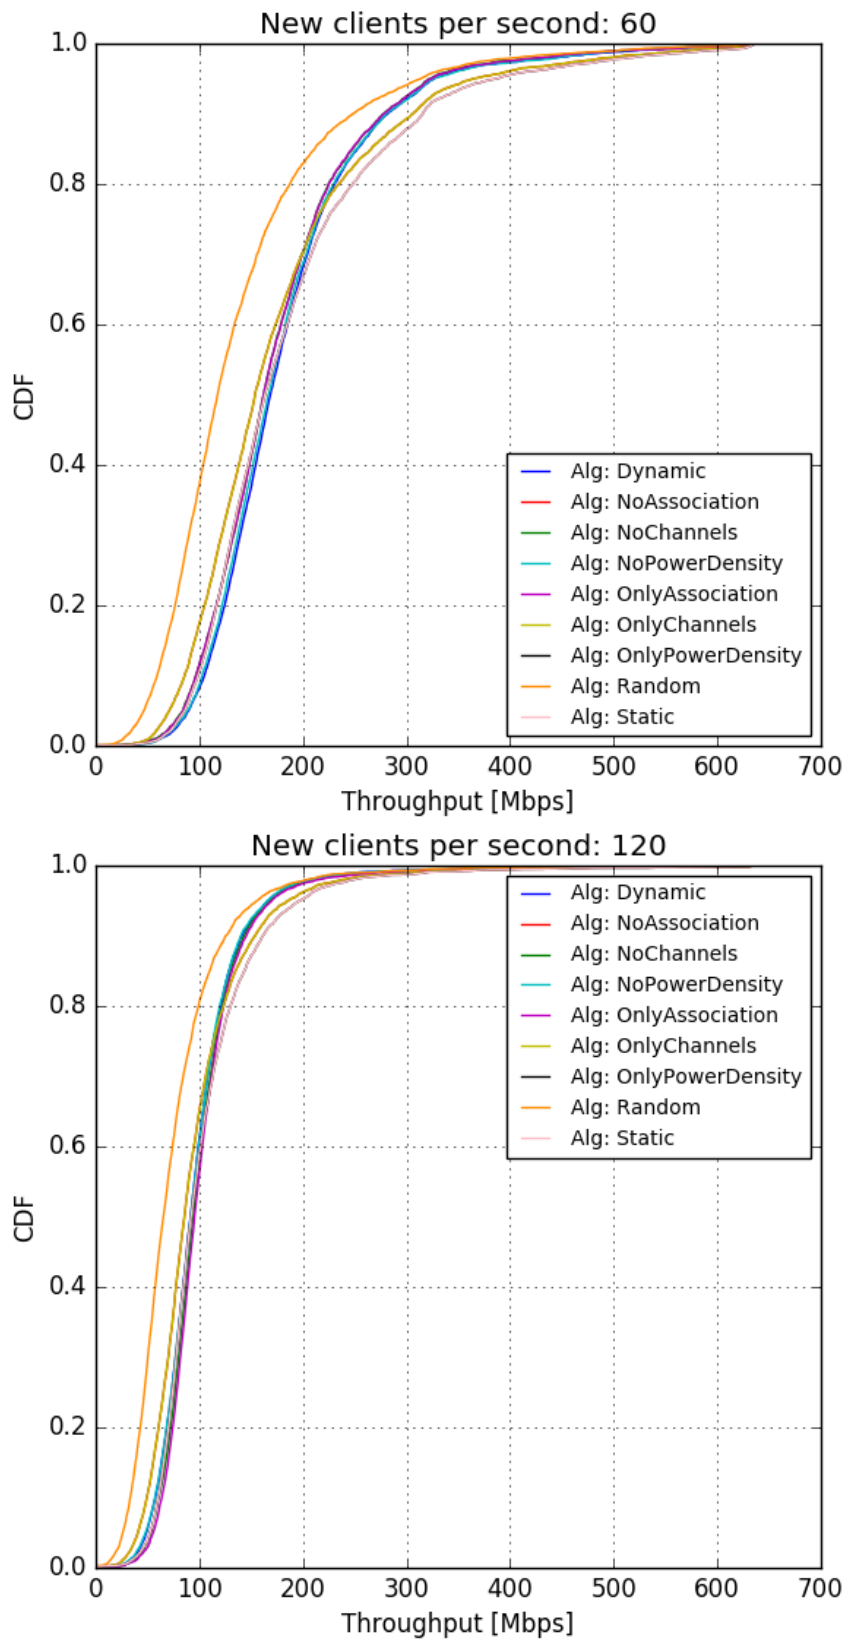 New clients per second: 60
1.0
0.8
0.6
0.4
0.2
0.0
CDF
Alg: Dynamic
Alg: NoAssociation
Alg: NoChannels
Alg: NoPowerDensity
Alg: OnlyAssociation
Alg: OnlyChannels
Alg: OnlyPowerDensity
Alg: Random
Alg: Static
0 100 200 300 400 500 600 700
Throughput [Mbps]
New clients per second: 120
1.0
0.8
0.6
0.4
0.2
0.0
CDF
Alg: Dynamic
Alg: NoAssociation
Alg: NoChannels
Alg: NoPowerDensity
Alg: OnlyAssociation
Alg: OnlyChannels
Alg: OnlyPowerDensity
Alg: Random
Alg: Static
0 100 200 300 400 500 600 700
Throughput [Mbps]